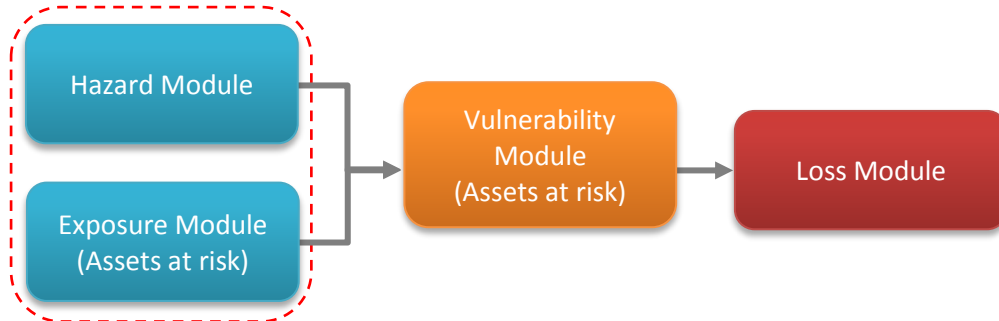 Hazard Module
Exposure Module
(Assets at risk)
Vulnerability
Module
(Assets at risk)
Loss Module